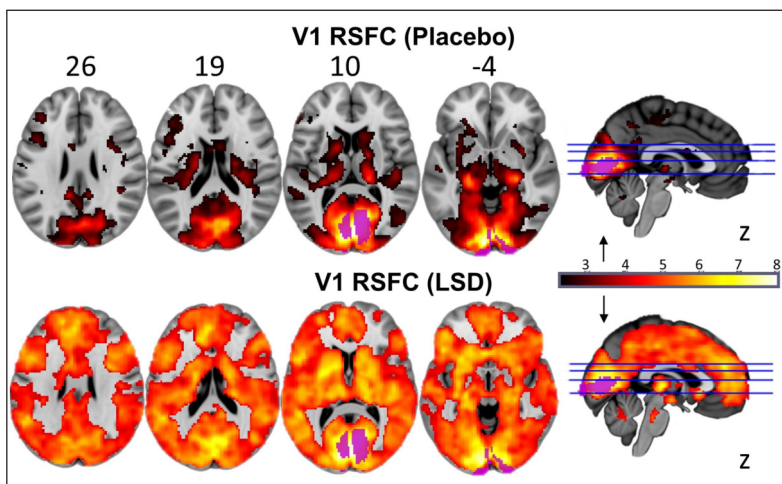 V1 RSFC (Placebo)
26 19 10 -4
Z
3 4 5 6 7 8
V1 RSFC (LSD)
Z